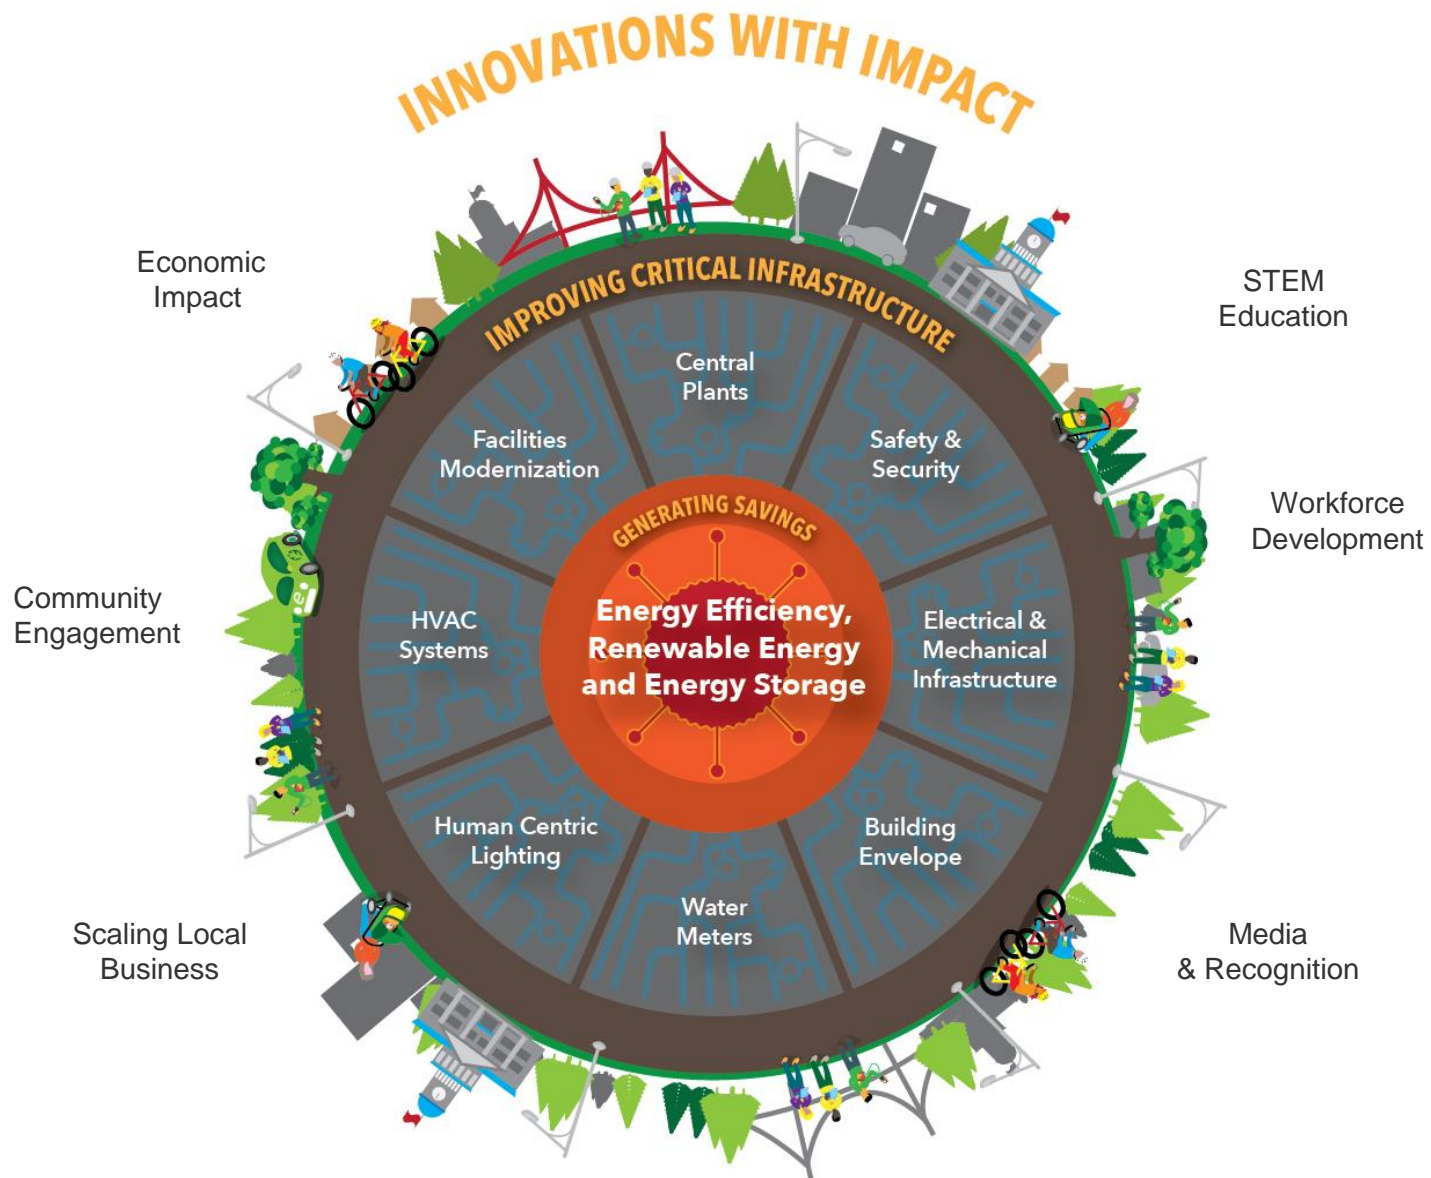 INNOVATIONS WITH IMPACT
Economic
Impact
STEM
Education
IMPROVING CRITICAL INFRASTRUCTURE
Central
Plants
Facilities
Modernization
Safety &
Security
Workforce
Development
GENERATING SAVINGS
Community
Engagement
HVAC
Systems
Energy Efficiency,
Renewable Energy
and Energy Storage
Electrical &
Mechanical
Infrastructure
Human Centric
Lighting
Building
Envelope
Water
Meters
Scaling Local
Business
Media
& Recognition